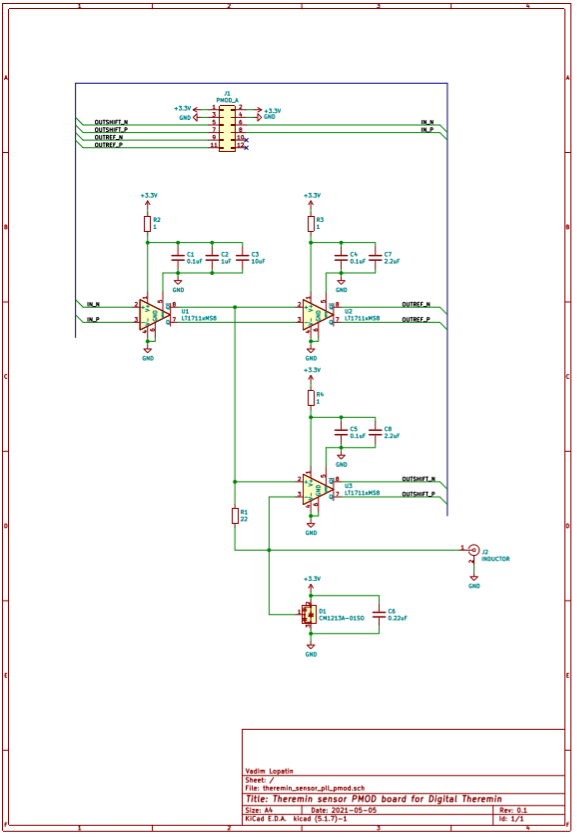 1 2 3 4
A
J1
PMOD_A
+3.3V 1 2 +3.3V
GND 3 4 GND
OUTSHIFT_N 5 6 IN_N
OUTSHIFT_P 7 8 IN_P
OUTREF_N 9 10
OUTREF_P 11 12
B
+3.3V +3.3V
R2 R3
1 1
C1 C2 C3 C4 C7
0.1uF 1uF 10uF 0.1uF 2.2uF
GND GND
IN_N 2 8 2 8 OUTREF_N
U1 U2
IN_P 3 7 LT1711xMS8 3 7 LT1711xMS8 OUTREF_P
GND GND
C
+3.3V
R4
1
C5 C8
0.1uF 2.2uF
GND
2 8 OUTSHIFT_N
U3
LT1711xMS8
3 7 OUTSHIFT_P
GND
D
R1
22
1 J2
INDUCTOR
2
GND
+3.3V
D1 C6
CM1213A-01SO 0.22uF
GND
E
Vadim Lopatin
Sheet: /
File: theremin_sensor_pll_pmod.sch
Title: Theremin sensor PMOD board for Digital Theremin
Size: A4 Date: 2021-05-05 Rev: 0.1
KiCad E.D.A. kicad (5.1.7)-1 Id: 1/1
F
1 2 3 4